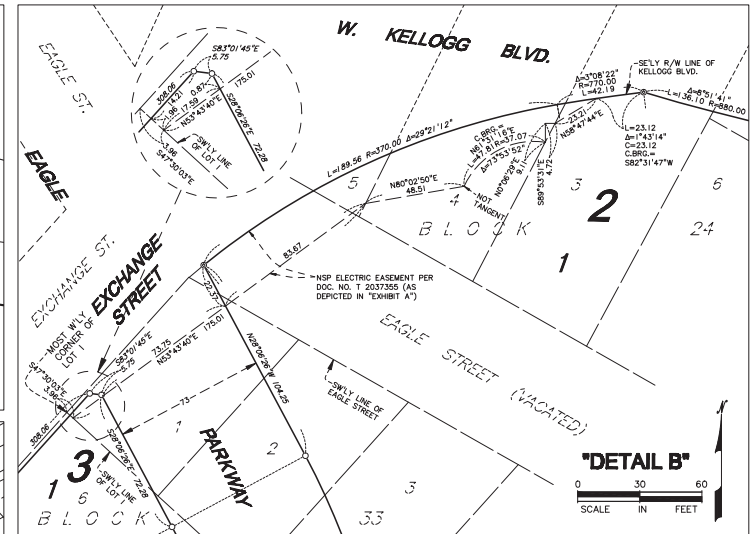 EAGLE ST.
S83°01'45"E
5.75
308.06
14.21
0.87
175.01
17.59
N53°43'40"E
S28°06'26"E
72.28
3.96
S47°30'03"E
SW'LY LINE
OF LOT 1
W. KELLOGG BLVD.
Δ=3°08'22"
R=770.00
L=42.19
SE'LY R/W LINE OF
KELLOGG BLVD.
Δ=8°51'41"
L=136.10 R=880.00
L=189.56 R=370.00 Δ=29°21'12"
C.BRG.=
R=37.07
Δ=73°53'52"
23.21
N58°47'44"E
L=23.12
Δ=1°43'14"
C=23.12
C.BRG.=
S82°31'47"W
N0°06'29"E
9.11
S89°53'31"E
4.72
EAGLE
5
N80°02'50"E
48.51
4
NOT
TANGENT
3
2
6
24
BLOCK
1
EXCHANGE ST.
EXCHANGE
STREET
83.67
NSP ELECTRIC EASEMENT PER
DOC. NO. T 2037355 (AS
DEPICTED IN "EXHIBIT A")
22.37
MOST W'LY
CORNER OF
LOT 1
S83°01'45"E
5.75
73.75
175.01
N53°43'40"E
S47°30'03"E
3.96
N28°06'26"W 104.25
EAGLE STREET (VACATED)
SW'LY LINE OF
EAGLE STREET
308.06
73
S28°06'26"E 72.28
1
PARKWAY
2
3
SW'LY LINE
OF LOT 1
3
1
6
BLOCK
33
"DETAIL B"
0 30 60
SCALE IN FEET